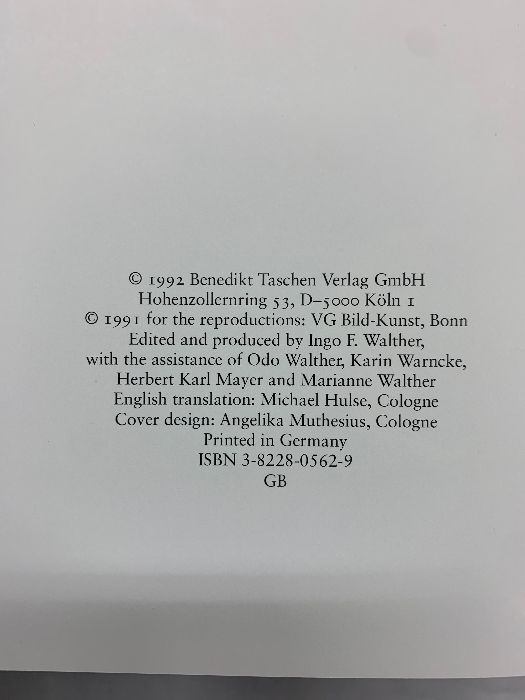 © 1992 Benedikt Taschen Verlag GmbH
Hohenzollernring 53, D–5000 Köln 1
© 1991 for the reproductions: VG Bild-Kunst, Bonn
Edited and produced by Ingo F. Walther,
with the assistance of Odo Walther, Karin Warncke,
Herbert Karl Mayer and Marianne Walther
English translation: Michael Hulse, Cologne
Cover design: Angelika Muthesius, Cologne
Printed in Germany
ISBN 3-8228-0562-9
GB